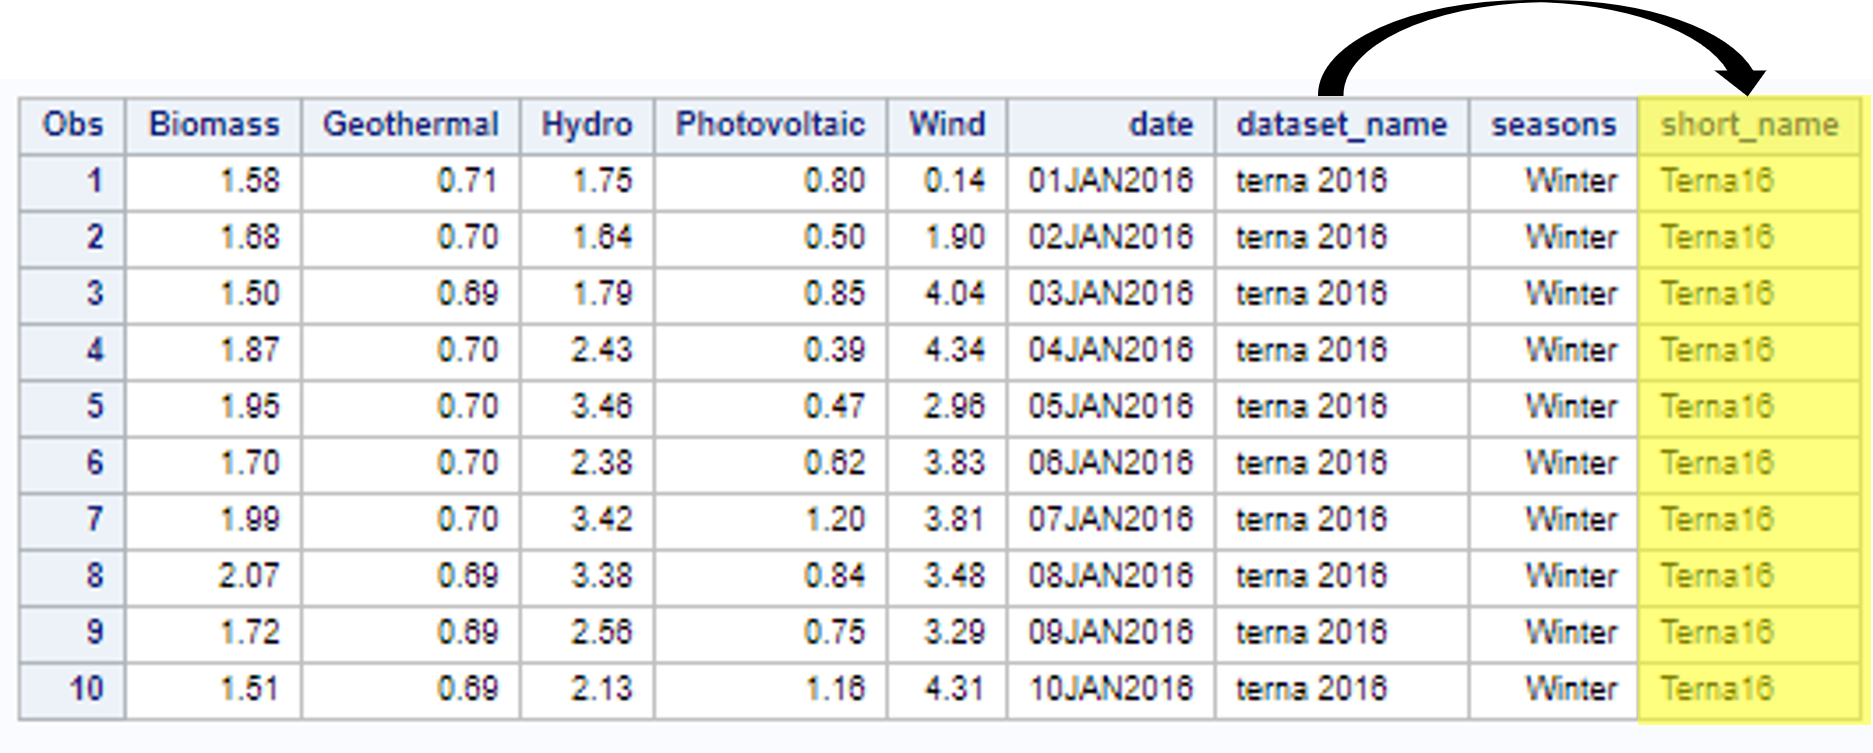 Obs Biomass Geothermal Hydro Photovoltaic Wind date dataset_name seasons short_name
1 1.58 0.71 1.75 0.80 0.14 01JAN2016 terna 2016 Winter Terna16
2 1.68 0.70 1.64 0.50 1.90 02JAN2016 terna 2016 Winter Terna16
3 1.50 0.69 1.79 0.85 4.04 03JAN2016 terna 2016 Winter Terna16
4 1.87 0.70 2.43 0.39 4.34 04JAN2016 terna 2016 Winter Terna16
5 1.95 0.70 3.46 0.47 2.96 05JAN2016 terna 2016 Winter Terna16
6 1.70 0.70 2.38 0.62 3.83 06JAN2016 terna 2016 Winter Terna16
7 1.99 0.70 3.42 1.20 3.81 07JAN2016 terna 2016 Winter Terna16
8 2.07 0.69 3.38 0.84 3.48 08JAN2016 terna 2016 Winter Terna16
9 1.72 0.69 2.56 0.75 3.29 09JAN2016 terna 2016 Winter Terna16
10 1.51 0.69 2.13 1.16 4.31 10JAN2016 terna 2016 Winter Terna16